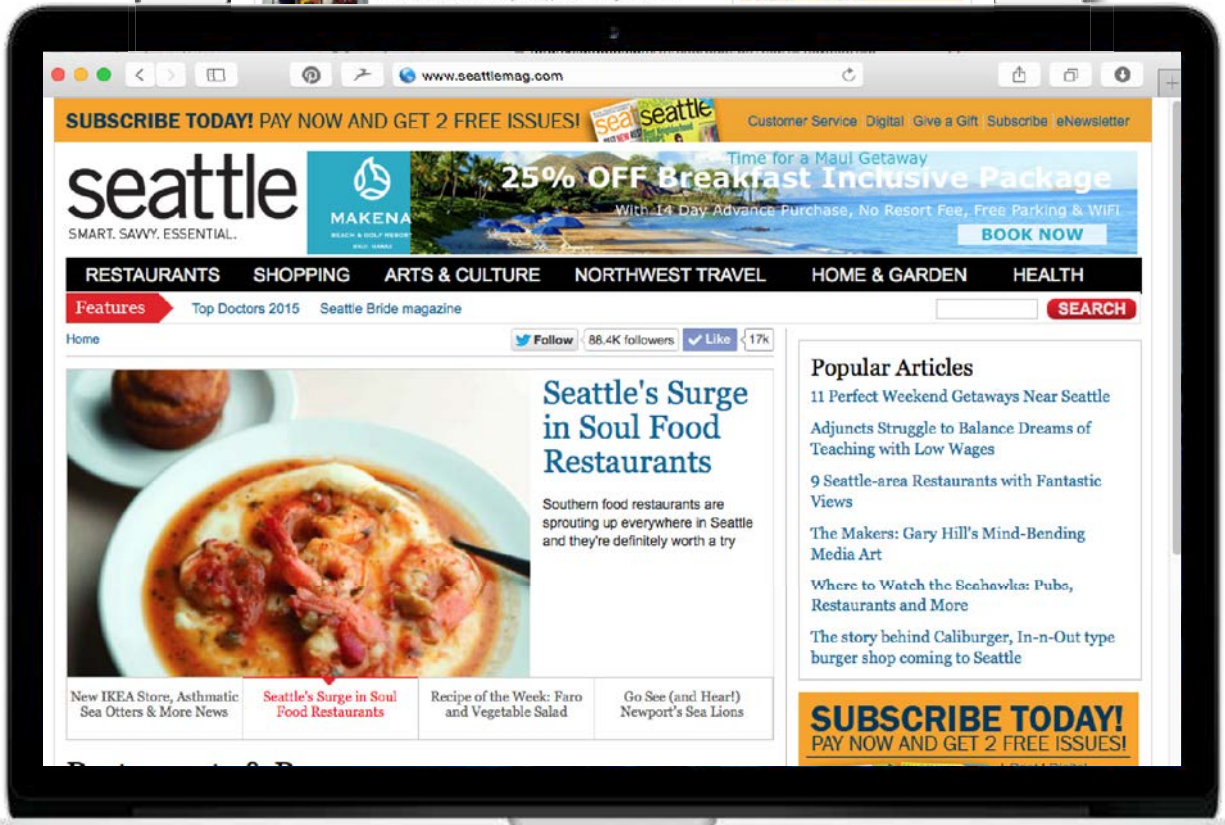 www.seattlemag.com
SUBSCRIBE TODAY! PAY NOW AND GET 2 FREE ISSUES!
seattle
Customer Service Digital Give a Gift Subscribe eNewsletter
seattle
SMART. SAVVY. ESSENTIAL.
MAKENA
BEACH & GOLF RESORT
MAUI, HAWAII
Time for a Maui Getaway
25% OFF Breakfast Inclusive Package
With 14 Day Advance Purchase, No Resort Fee, Free Parking & WiFi
BOOK NOW
RESTAURANTS SHOPPING ARTS & CULTURE NORTHWEST TRAVEL HOME & GARDEN HEALTH
Features Top Doctors 2015 Seattle Bride magazine SEARCH
Home
Follow 88.4K followers Like 17k
Seattle's Surge
in Soul Food
Restaurants
Southern food restaurants are
sprouting up everywhere in Seattle
and they're definitely worth a try
New IKEA Store, Asthmatic
Sea Otters & More News
Seattle's Surge in Soul
Food Restaurants
Recipe of the Week: Faro
and Vegetable Salad
Go See (and Hear!)
Newport's Sea Lions
Popular Articles
11 Perfect Weekend Getaways Near Seattle
Adjuncts Struggle to Balance Dreams of
Teaching with Low Wages
9 Seattle-area Restaurants with Fantastic
Views
The Makers: Gary Hill's Mind-Bending
Media Art
Where to Watch the Seahawks: Pubs,
Restaurants and More
The story behind Caliburger, In-n-Out type
burger shop coming to Seattle
SUBSCRIBE TODAY!
PAY NOW AND GET 2 FREE ISSUES!